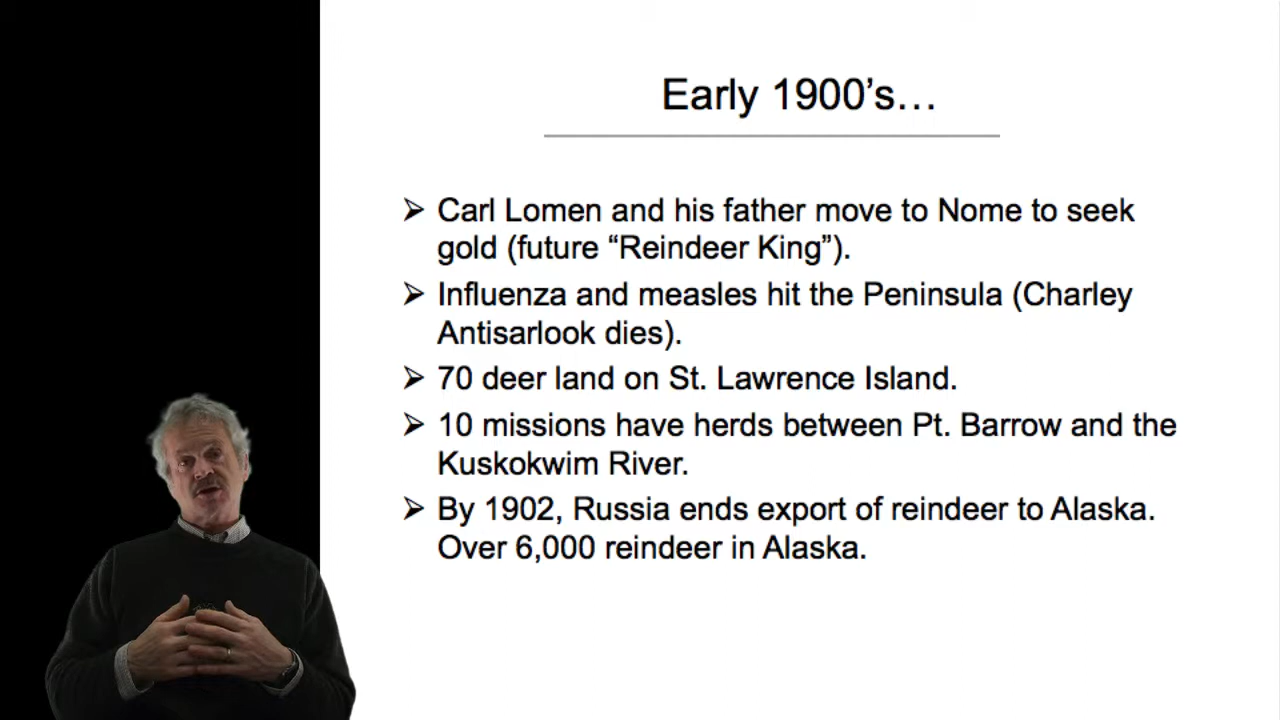 Early 1900’s…
➢ Carl Lomen and his father move to Nome to seek
gold (future “Reindeer King”).
➢ Influenza and measles hit the Peninsula (Charley
Antisarlook dies).
➢ 70 deer land on St. Lawrence Island.
➢ 10 missions have herds between Pt. Barrow and the
Kuskokwim River.
➢ By 1902, Russia ends export of reindeer to Alaska.
Over 6,000 reindeer in Alaska.